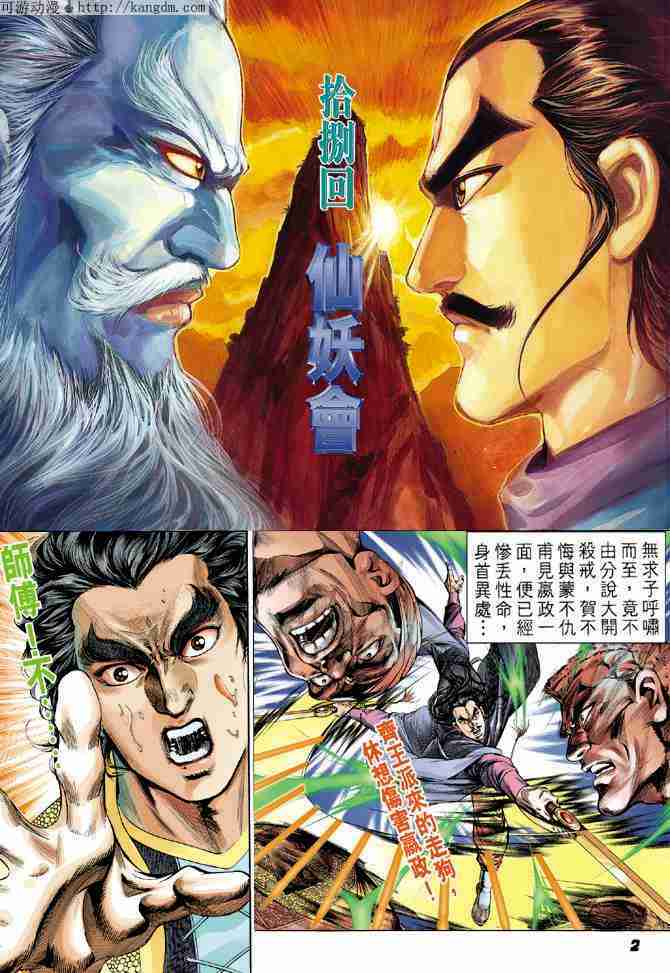 可游动漫 http://kangdm.com
拾捌回
仙妖會
無求子呼嘯
而至，竟不
由分說大開
殺戒，賀不
悔與蒙不仇
甫見嬴政一
面，便已經
慘丟性命，
身首異處…
齊王派來的走狗，
休想傷害嬴政！
師傅！不……
2